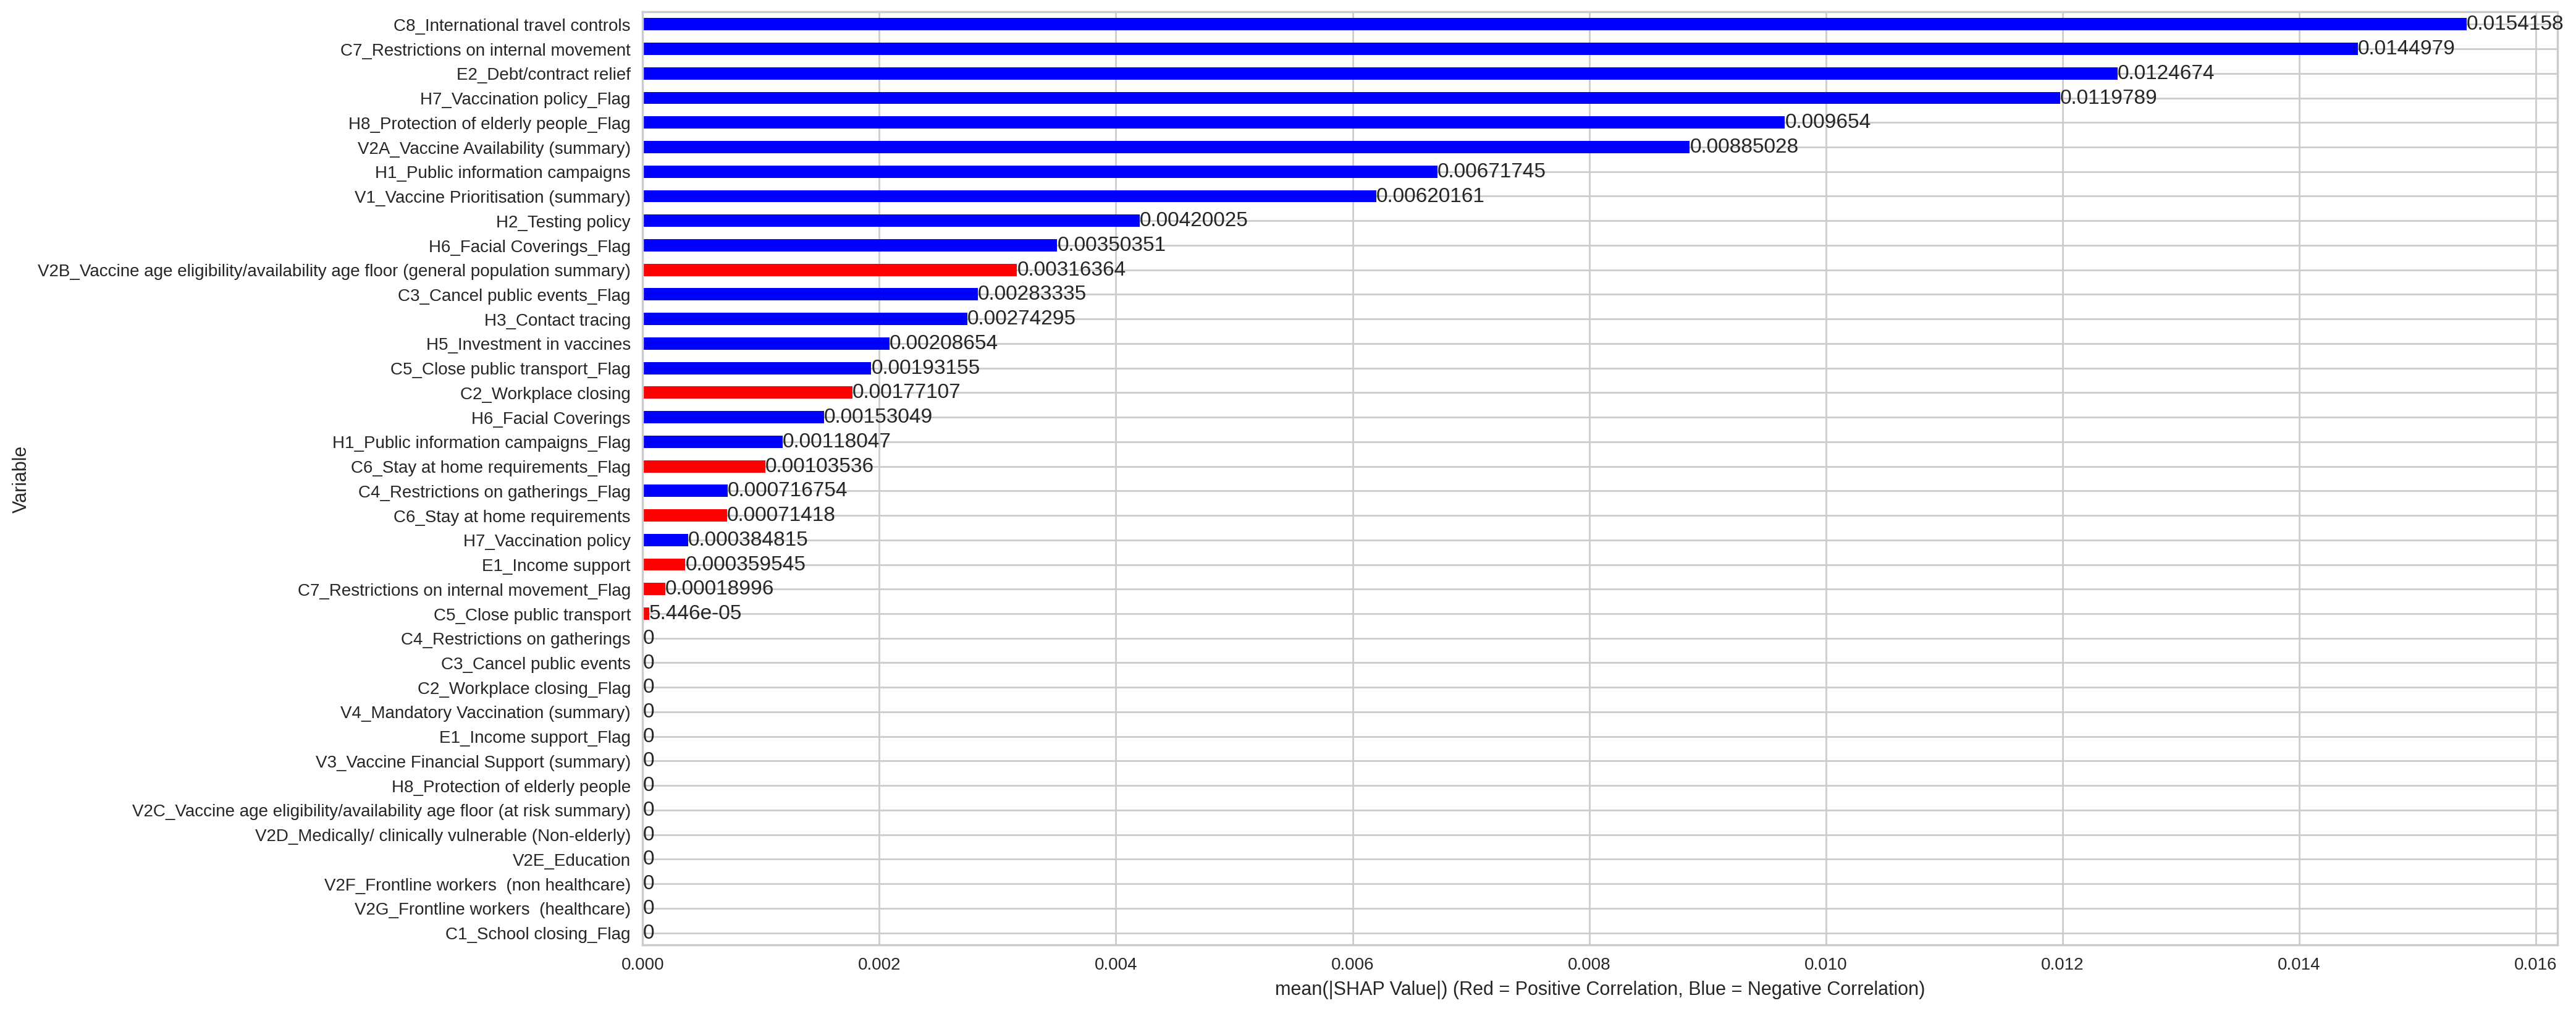 C8_International travel controls 0.0154158
C7_Restrictions on internal movement 0.0144979
E2_Debt/contract relief 0.0124674
H7_Vaccination policy_Flag 0.0119789
H8_Protection of elderly people_Flag 0.009654
V2A_Vaccine Availability (summary) 0.00885028
H1_Public information campaigns 0.00671745
V1_Vaccine Prioritisation (summary) 0.00620161
H2_Testing policy 0.00420025
H6_Facial Coverings_Flag 0.00350351
V2B_Vaccine age eligibility/availability age floor (general population summary) 0.00316364
C3_Cancel public events_Flag 0.00283335
H3_Contact tracing 0.00274295
H5_Investment in vaccines 0.00208654
C5_Close public transport_Flag 0.00193155
C2_Workplace closing 0.00177107
H6_Facial Coverings 0.00153049
H1_Public information campaigns_Flag 0.00118047
C6_Stay at home requirements_Flag 0.00103536
C4_Restrictions on gatherings_Flag 0.000716754
C6_Stay at home requirements 0.00071418
H7_Vaccination policy 0.000384815
E1_Income support 0.000359545
C7_Restrictions on internal movement_Flag 0.00018996
C5_Close public transport 5.446e-05
C4_Restrictions on gatherings 0
C3_Cancel public events 0
C2_Workplace closing_Flag 0
V4_Mandatory Vaccination (summary) 0
E1_Income support_Flag 0
V3_Vaccine Financial Support (summary) 0
H8_Protection of elderly people 0
V2C_Vaccine age eligibility/availability age floor (at risk summary) 0
V2D_Medically/ clinically vulnerable (Non-elderly) 0
V2E_Education 0
V2F_Frontline workers  (non healthcare) 0
V2G_Frontline workers  (healthcare) 0
C1_School closing_Flag 0
Variable
0.000 0.002 0.004 0.006 0.008 0.010 0.012 0.014 0.016
mean(|SHAP Value|) (Red = Positive Correlation, Blue = Negative Correlation)